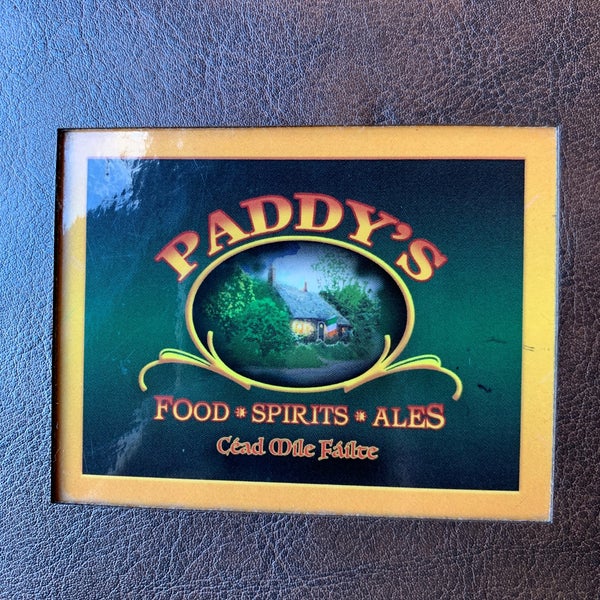 PADDY'S
FOOD * SPIRITS * ALES
Céad Míle Fáilte